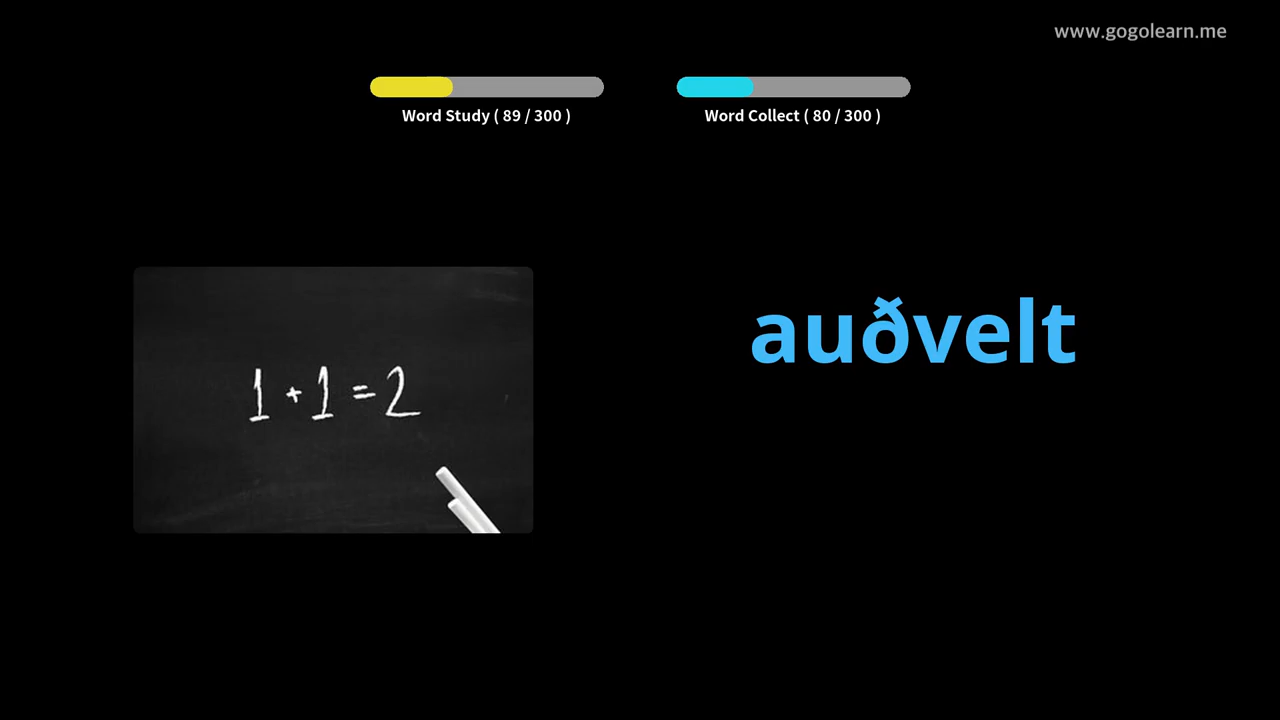 www.gogolearn.me
Word Study ( 89 / 300 )
Word Collect ( 80 / 300 )
auðvelt
1 + 1 = 2